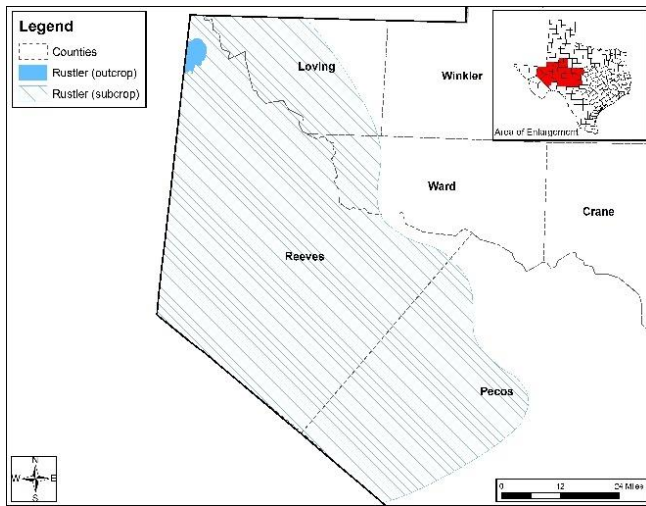 Legend
Counties
Rustler (outcrop)
Rustler (subcrop)
Loving
Winkler
Area of Enlargement
Ward
Crane
Reeves
Pecos
N
W E
S
0 12 24 Miles